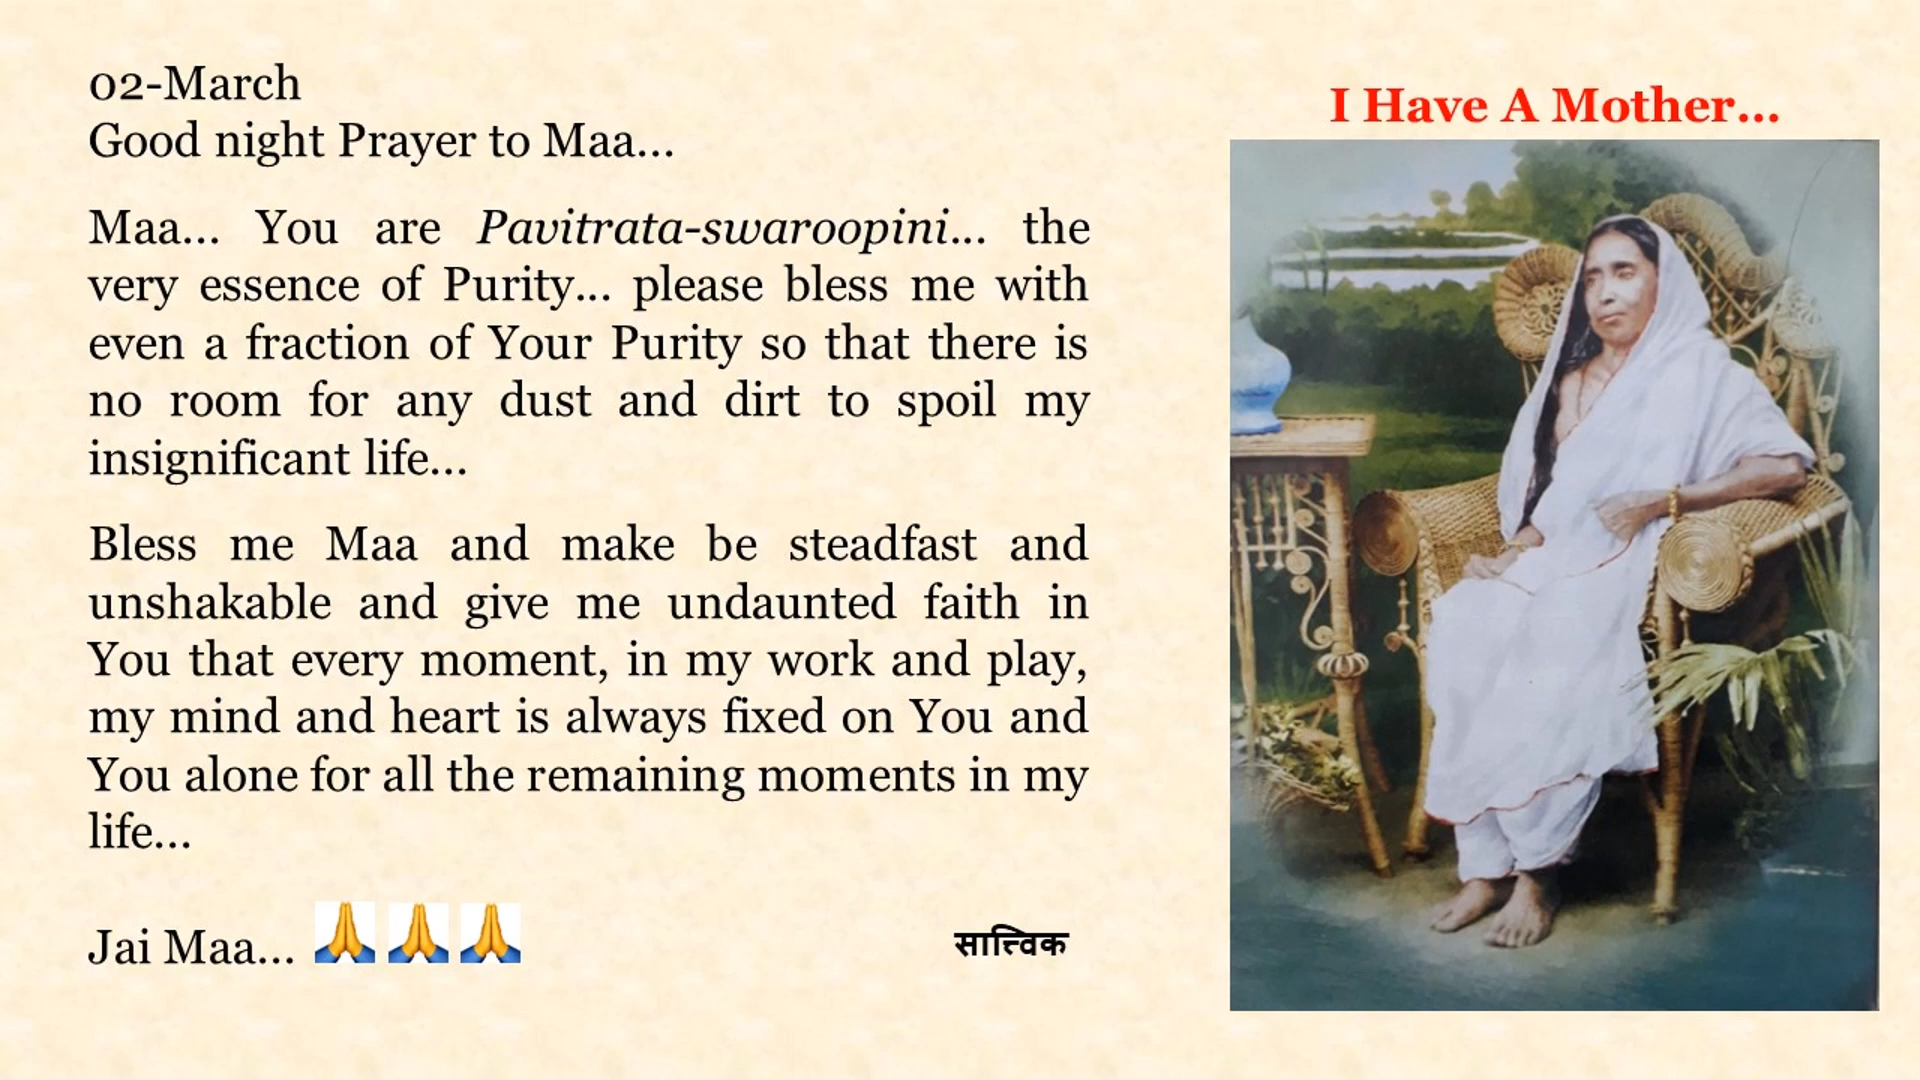 02-March
Good night Prayer to Maa...
Maa... You are Pavitrata-swaroopini... the
very essence of Purity... please bless me with
even a fraction of Your Purity so that there is
no room for any dust and dirt to spoil my
insignificant life...
Bless me Maa and make be steadfast and
unshakable and give me undaunted faith in
You that every moment, in my work and play,
my mind and heart is always fixed on You and
You alone for all the remaining moments in my
life...
Jai Maa... 🙏🙏🙏
सात्त्विक
I Have A Mother...